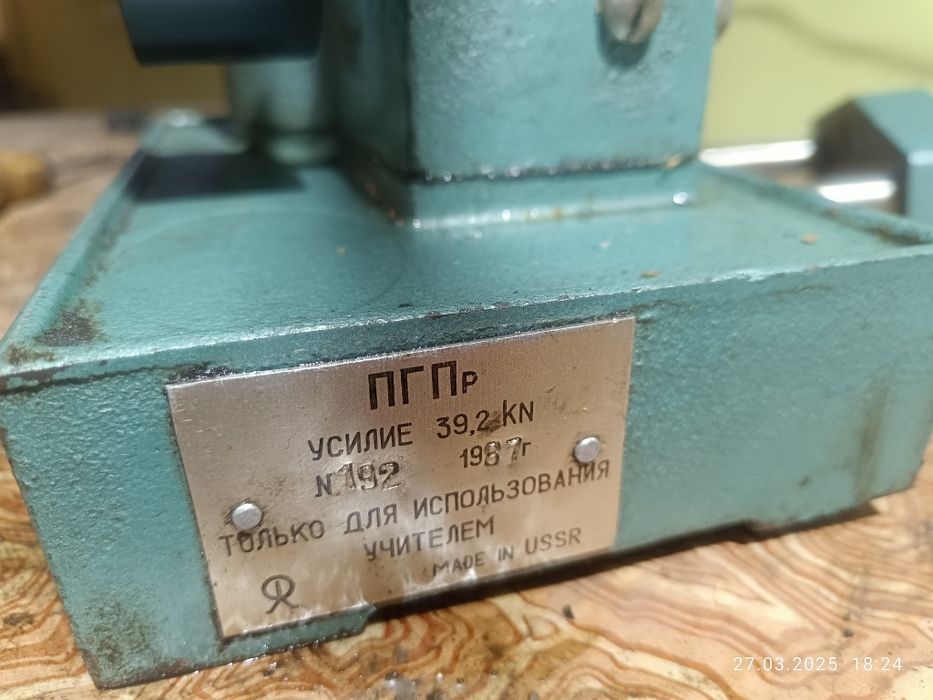 ПГПр
УСИЛИЕ 39,2 kN
N 192 1987г
ТОЛЬКО ДЛЯ ИСПОЛЬЗОВАНИЯ
УЧИТЕЛЕМ
MADE IN USSR
27.03.2025 18:24